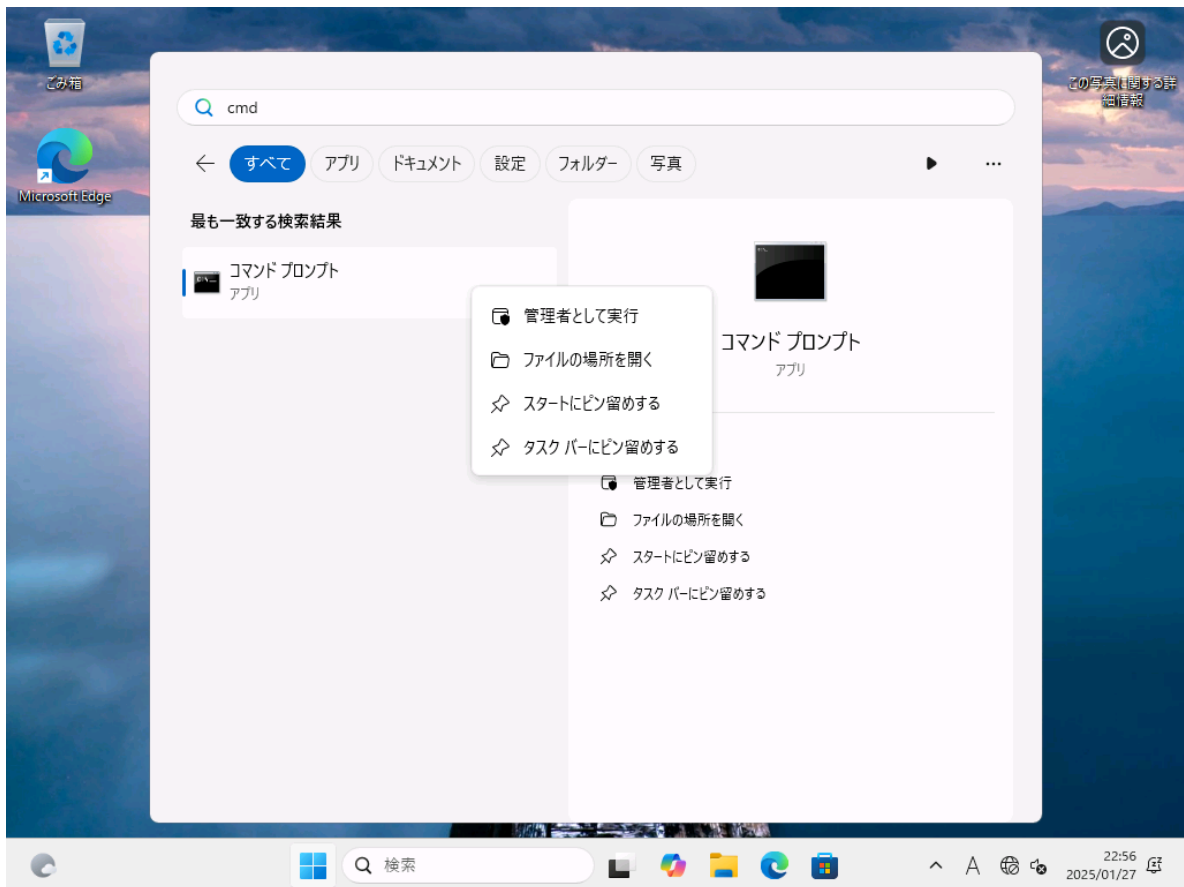 ごみ箱
Microsoft Edge
この写真に関する詳
細情報
cmd
すべて
アプリ
ドキュメント
設定
フォルダー
写真
最も一致する検索結果
コマンド プロンプト
アプリ
管理者として実行
ファイルの場所を開く
スタートにピン留めする
タスク バーにピン留めする
コマンド プロンプト
アプリ
管理者として実行
ファイルの場所を開く
スタートにピン留めする
タスク バーにピン留めする
検索
A
22:56
2025/01/27